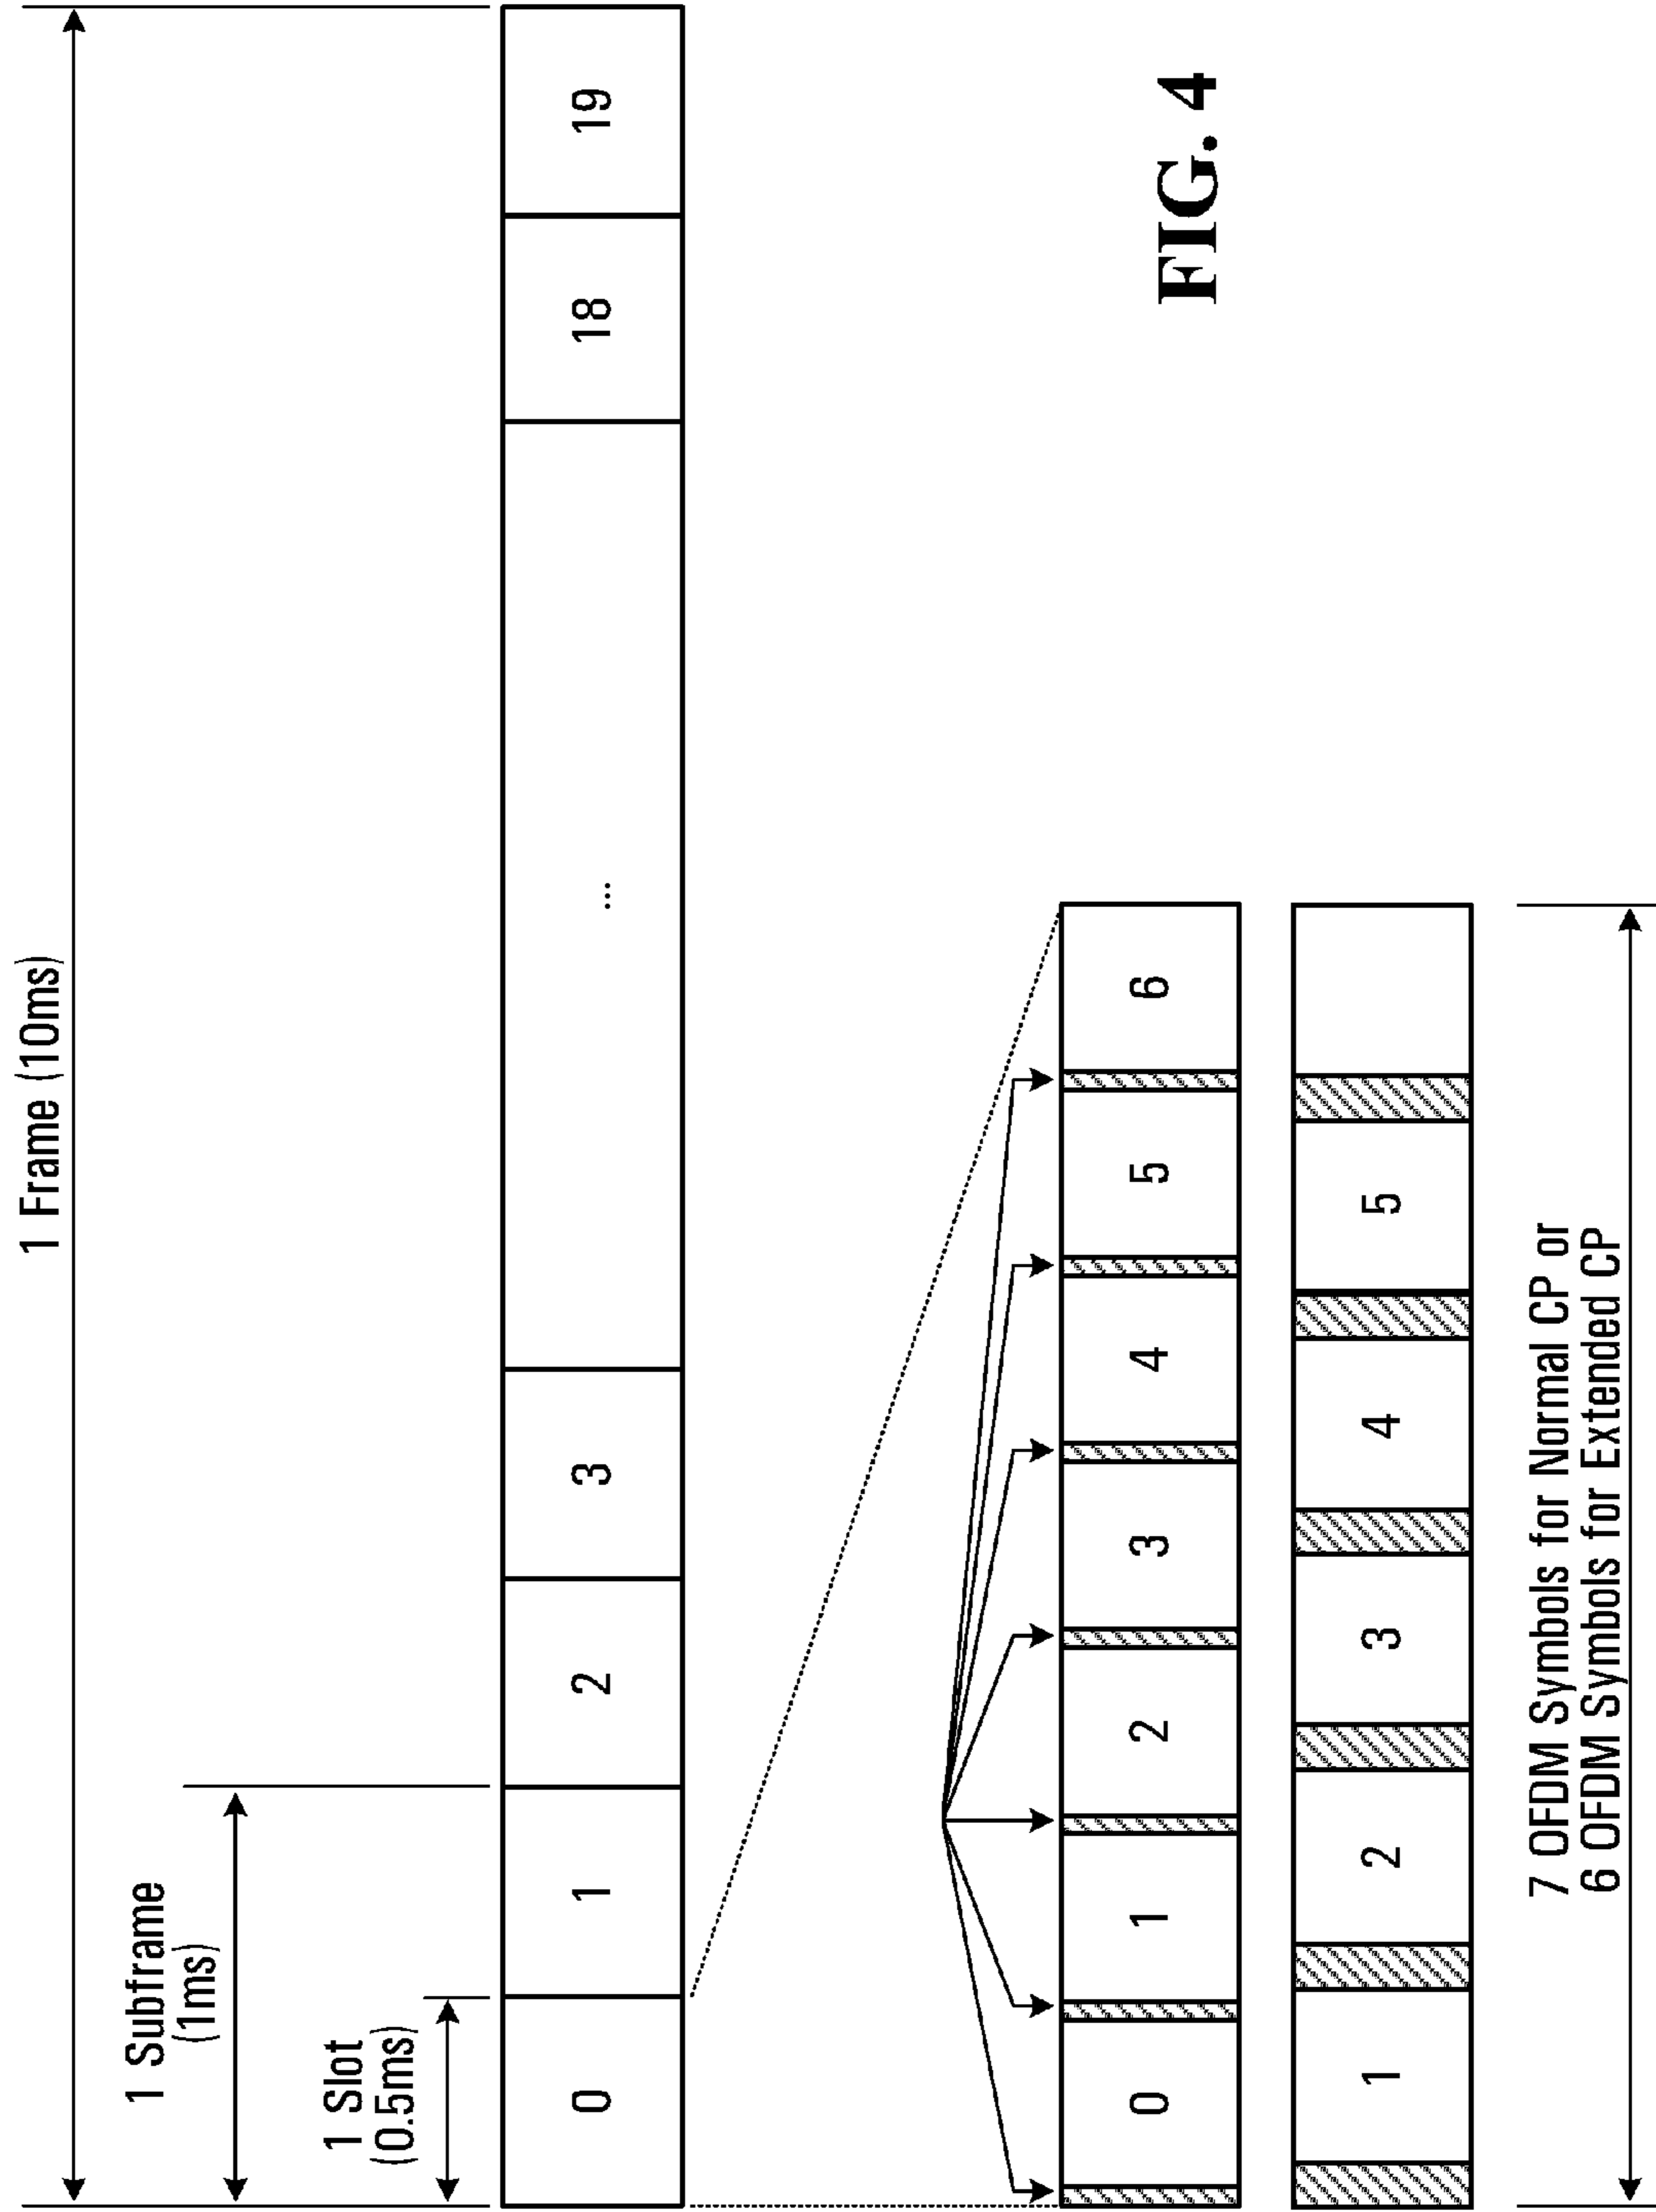 1 Frame (10ms)
1 Subframe
(1ms)
1 Slot
(0.5ms)
0 1 2 3 ... 18 19
0 1 2 3 4 5 6
1 2 3 4 5
7 OFDM Symbols for Normal CP or
6 OFDM Symbols for Extended CP
FIG. 4